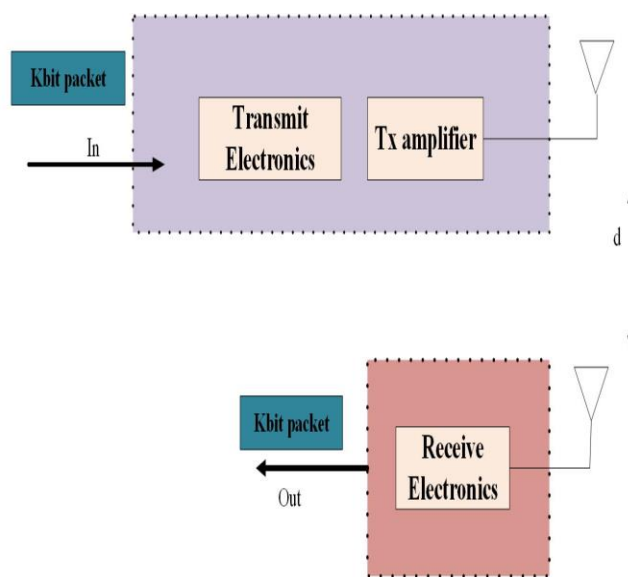 Kbit packet
In
Transmit
Electronics
Tx amplifier
d
Kbit packet
Out
Receive
Electronics